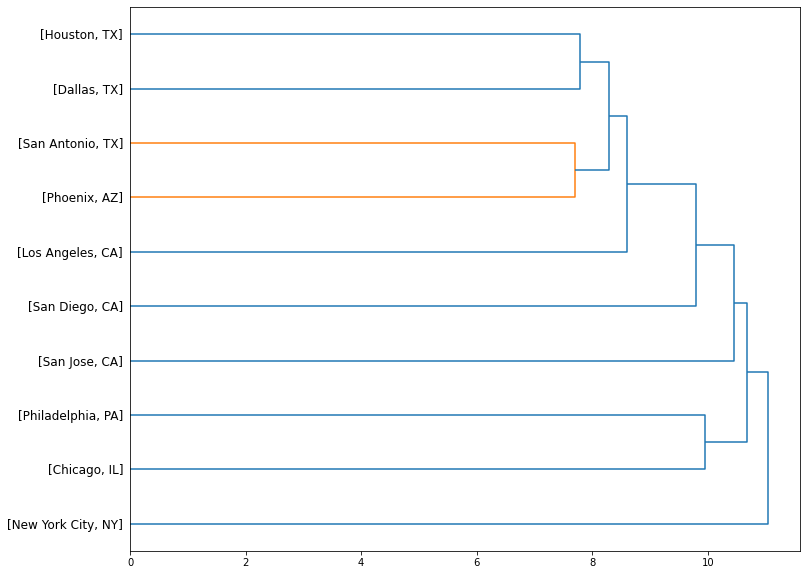 [Houston, TX]
[Dallas, TX]
[San Antonio, TX]
[Phoenix, AZ]
[Los Angeles, CA]
[San Diego, CA]
[San Jose, CA]
[Philadelphia, PA]
[Chicago, IL]
[New York City, NY]
0 2 4 6 8 10